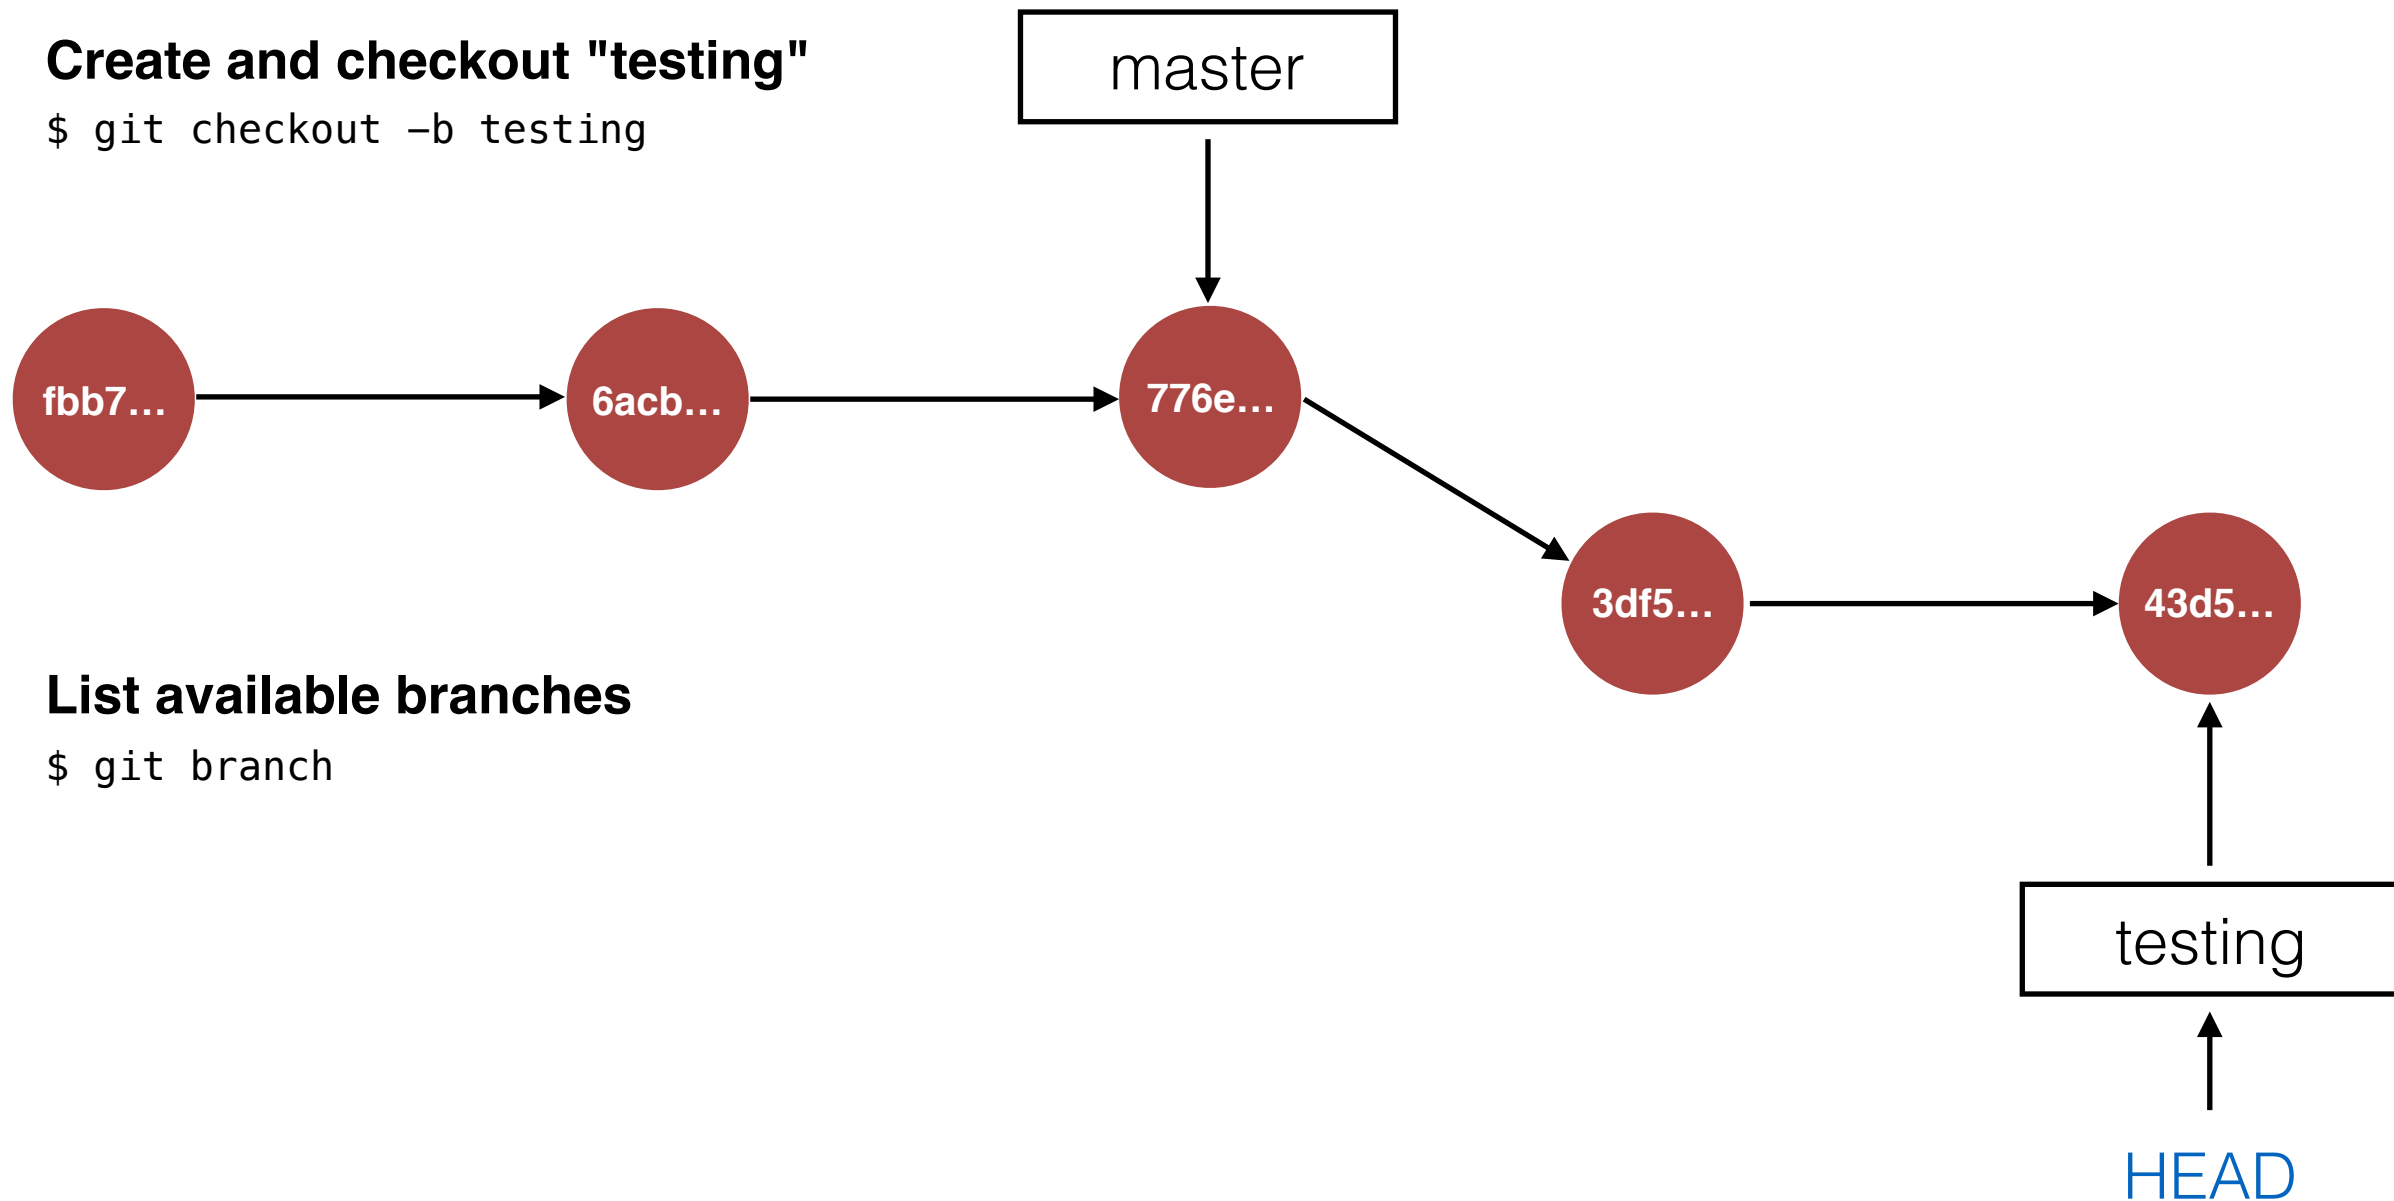 Create and checkout "testing"
$ git checkout –b testing
master
fbb7...
6acb...
776e...
3df5...
43d5...
List available branches
$ git branch
testing
HEAD